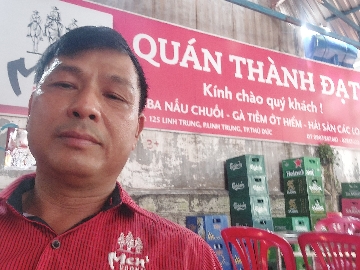 QUÁN THÀNH ĐẠT
Kính chào quý khách !
BA NẤU CHUỐI - GÀ TIỀM ỚT HIỂM - HẢI SẢN CÁC LO
125 LINH TRUNG, P.LINH TRUNG, TP.THỦ ĐỨC
Men'
Heineken